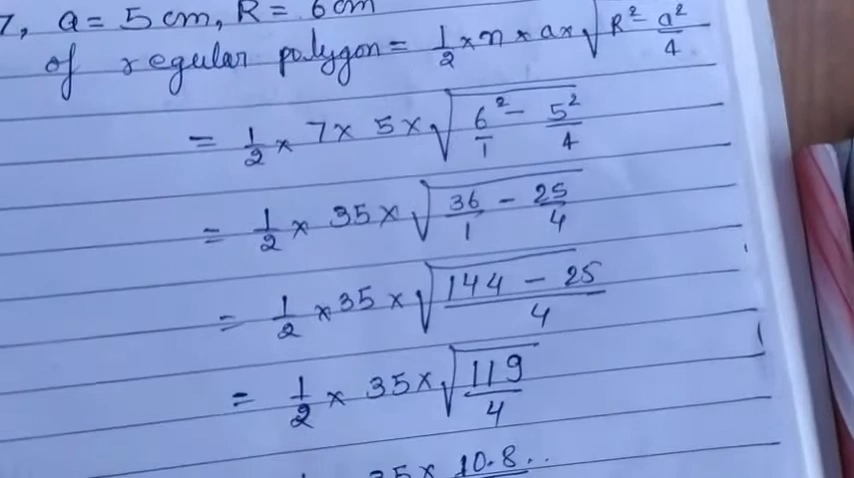 7, a = 5 cm, R = 6 cm
of regular polygon = 1/2 × n × a × √(R² - a²/4)
= 1/2 × 7 × 5 × √(6²/1 - 5²/4)
= 1/2 × 35 × √(36/1 - 25/4)
= 1/2 × 35 × √((144 - 25)/4)
= 1/2 × 35 × √(119/4)
35 × 10.8..